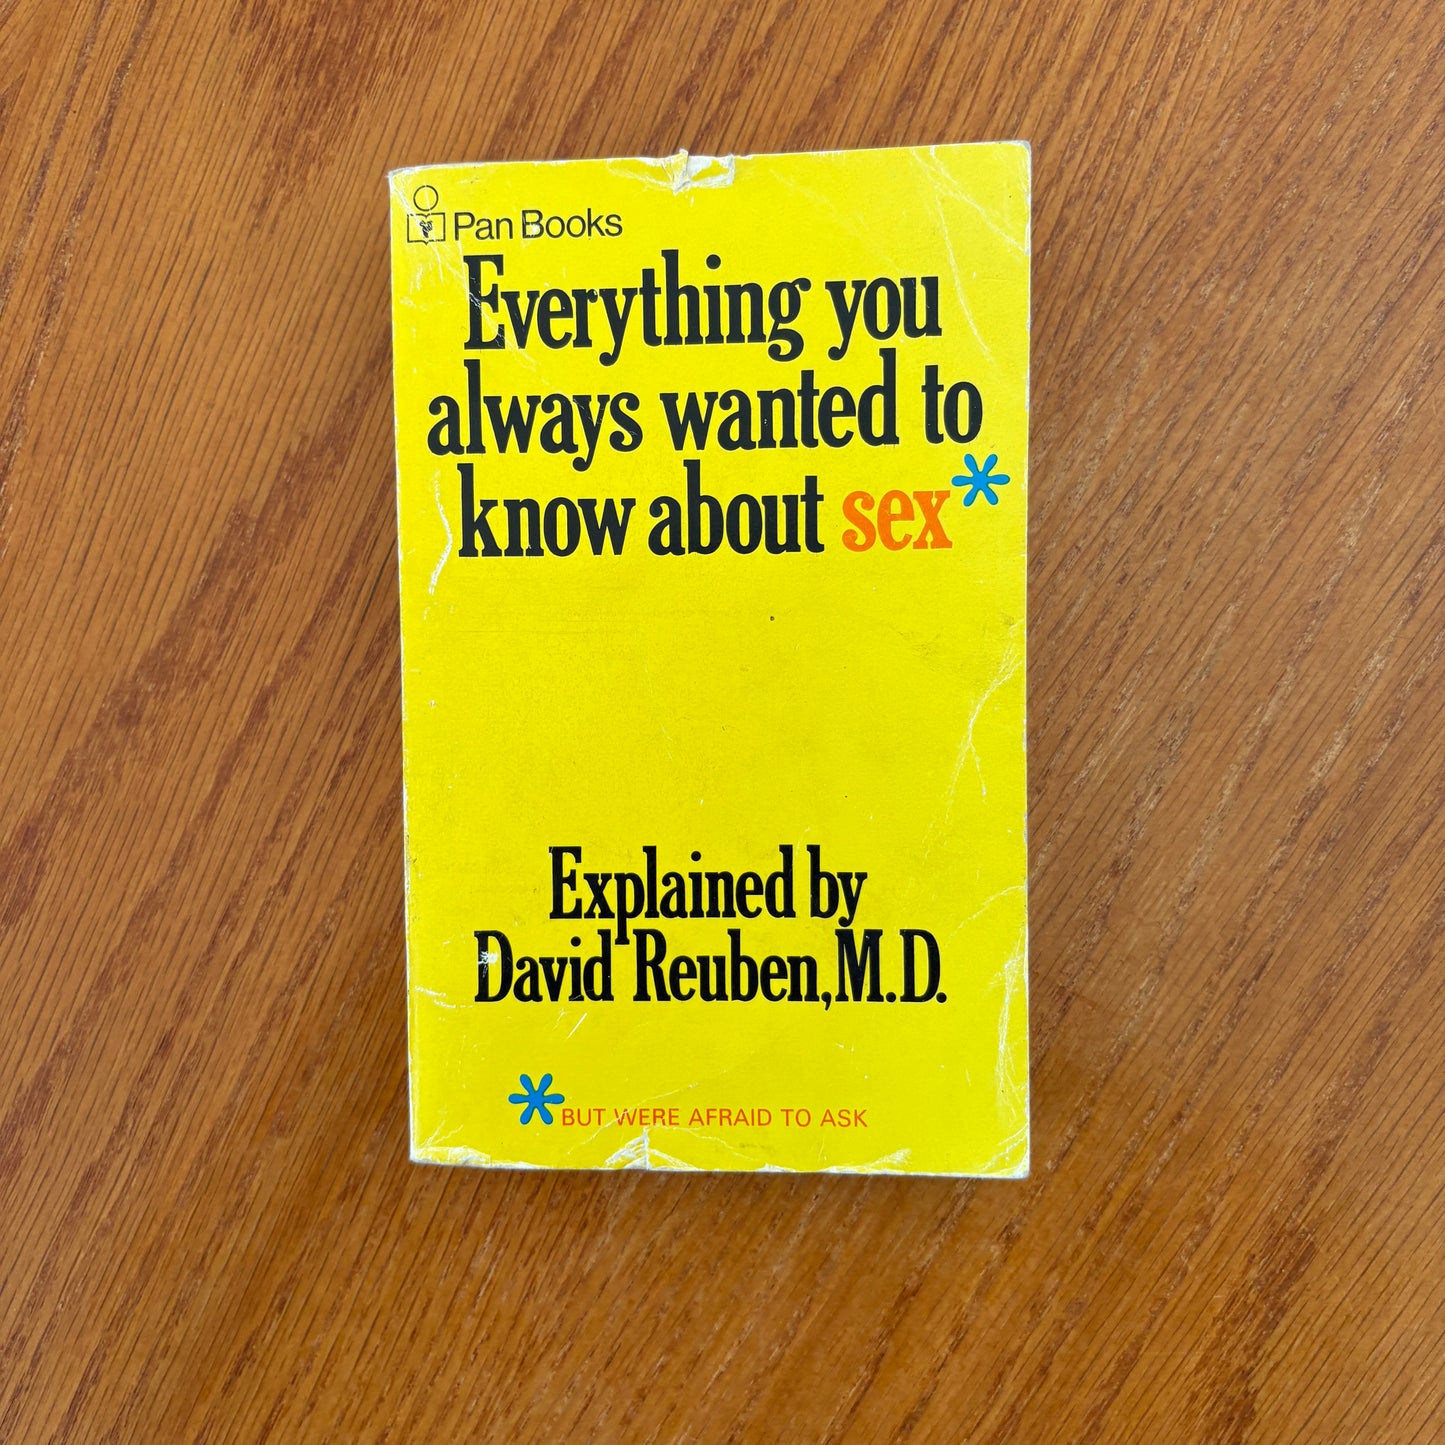 Pan Books
Everything you
always wanted to
know about sex*
Explained by
David Reuben, M.D.
*BUT WERE AFRAID TO ASK